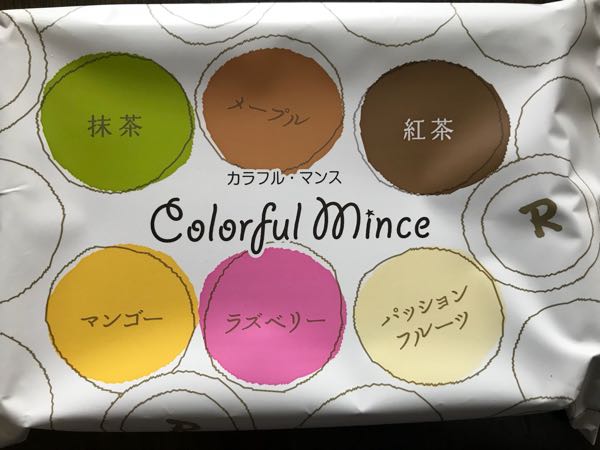 抹茶
メープル
紅茶
カラフル・マンス
Colorful Mince
R
マンゴー
ラズベリー
パッション
フルーツ